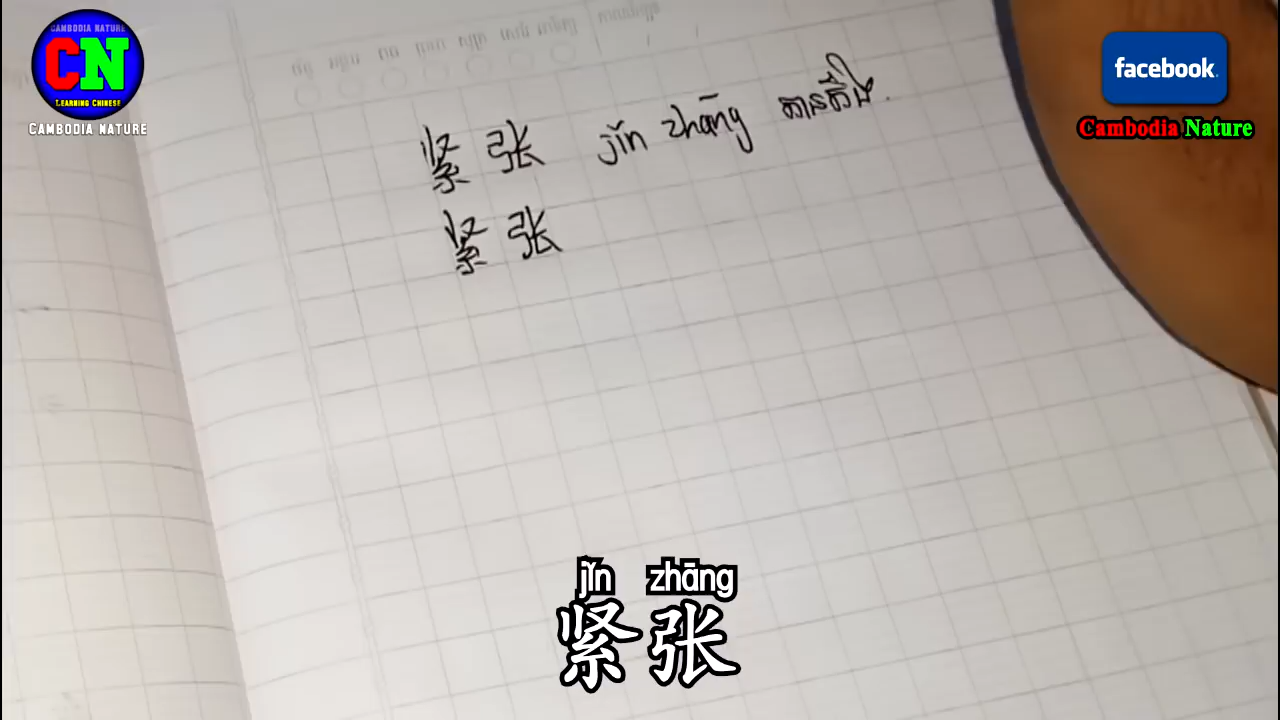 CAMBODIA NATURE
CN
LEARNING CHINESE
CAMBODIA NATURE
facebook
Cambodia Nature
紧 张 jǐn zhāng តានតឹង.
紧 张
jǐn zhāng
紧张